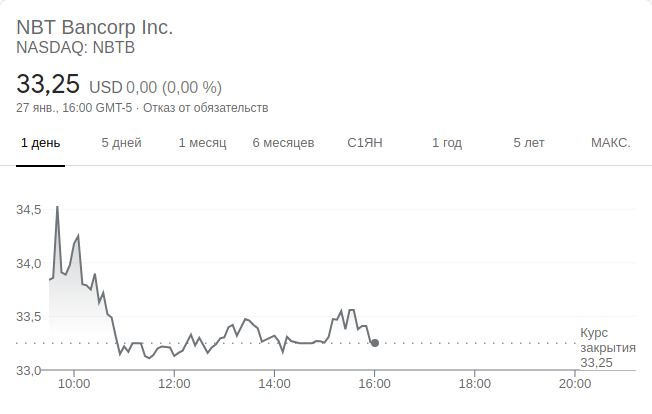 NBT Bancorp Inc.
NASDAQ: NBTB
33,25 USD 0,00 (0,00 %)
27 янв., 16:00 GMT-5 · Отказ от обязательств
1 день 5 дней 1 месяц 6 месяцев С1ЯН 1 год 5 лет МАКС.
34,5
34,0
33,5
Курс
закрытия
33,25
33,0
10:00 12:00 14:00 16:00 18:00 20:00